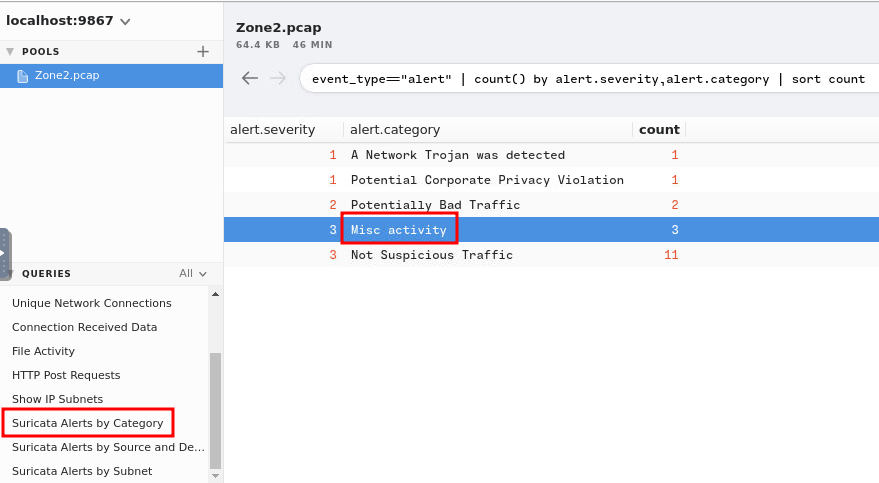 localhost:9867
POOLS +
Zone2.pcap
QUERIES All
Unique Network Connections
Connection Received Data
File Activity
HTTP Post Requests
Show IP Subnets
Suricata Alerts by Category
Suricata Alerts by Source and De...
Suricata Alerts by Subnet
Zone2.pcap
64.4 KB 46 MIN
event_type=="alert" | count() by alert.severity,alert.category | sort count
alert.severity alert.category count
1 A Network Trojan was detected 1
1 Potential Corporate Privacy Violation 1
2 Potentially Bad Traffic 2
3 Misc activity 3
3 Not Suspicious Traffic 11